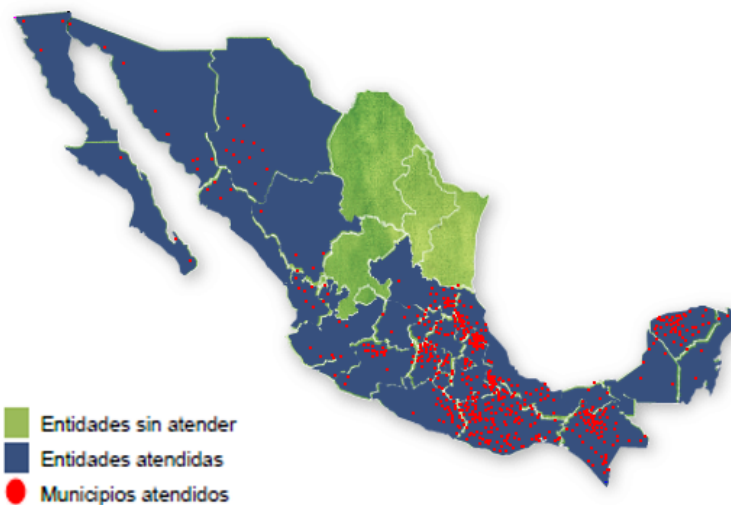 Entidades sin atender
Entidades atendidas
Municipios atendidos